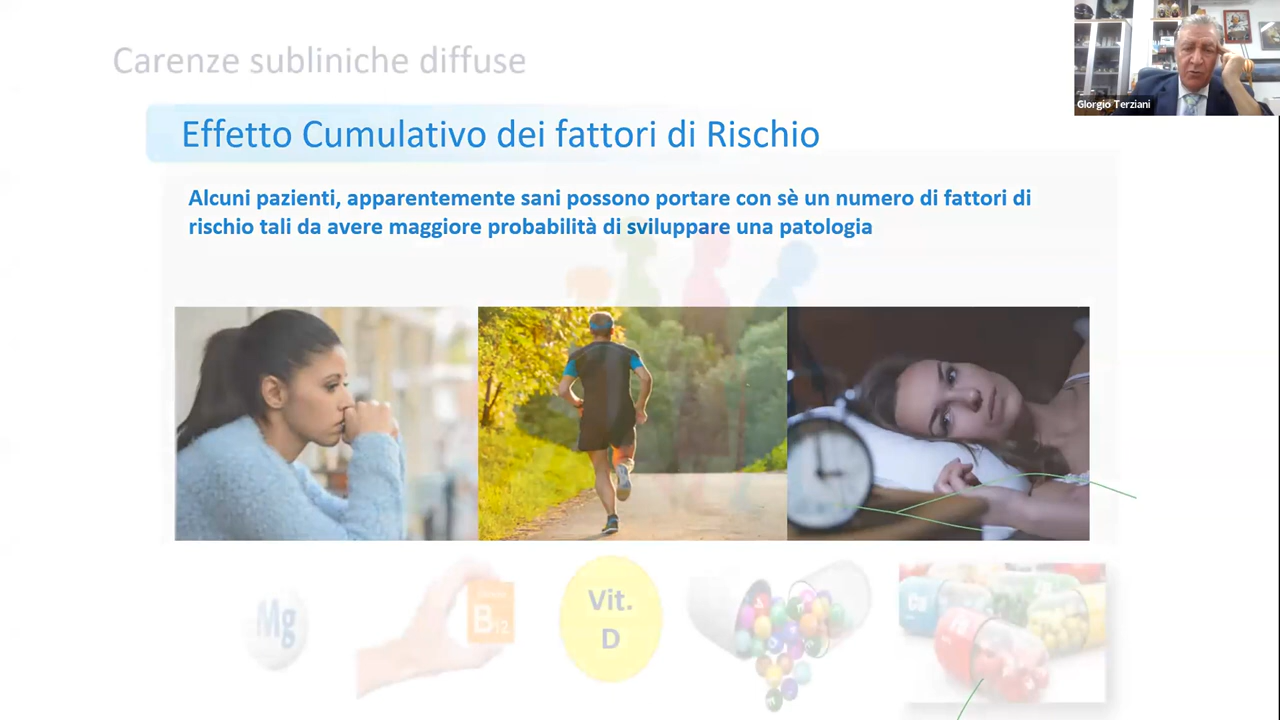 Carenze subliniche diffuse
Giorgio Terziani
Effetto Cumulativo dei fattori di Rischio
Alcuni pazienti, apparentemente sani possono portare con sè un numero di fattori di
rischio tali da avere maggiore probabilità di sviluppare una patologia
Mg
B12
Vit.
D
Ca